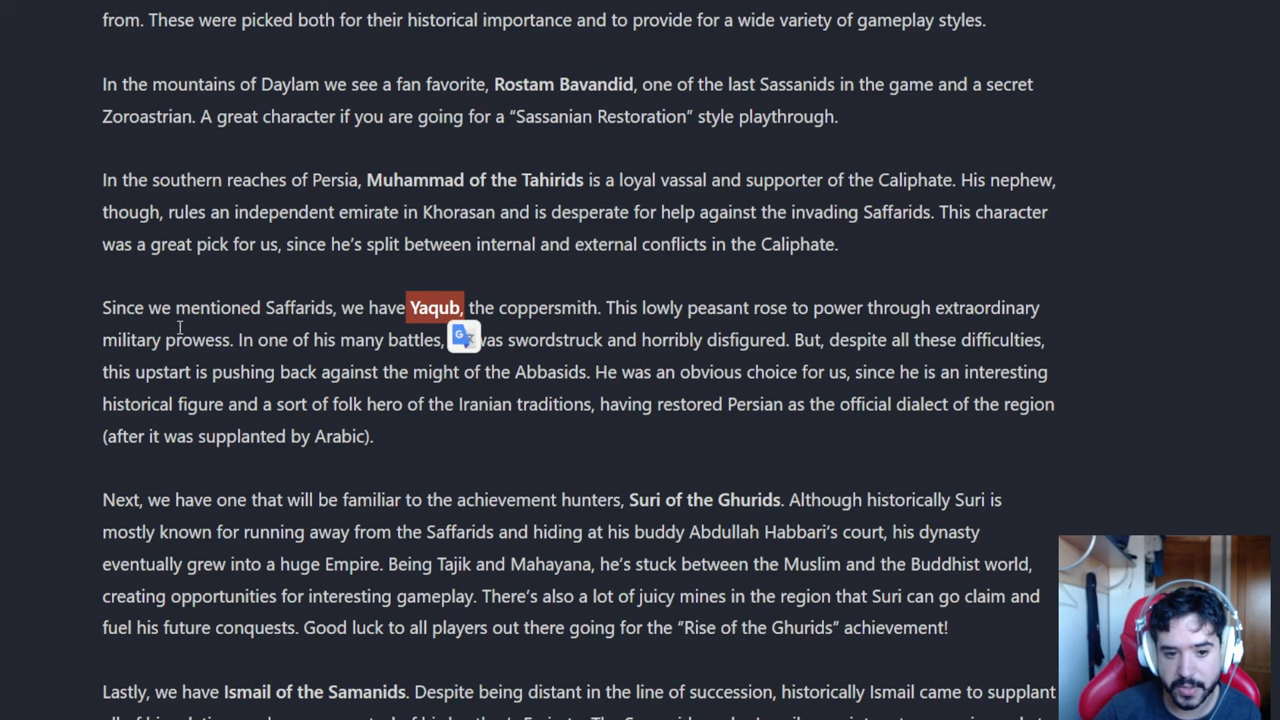 from. These were picked both for their historical importance and to provide for a wide variety of gameplay styles.
In the mountains of Daylam we see a fan favorite, Rostam Bavandid, one of the last Sassanids in the game and a secret
Zoroastrian. A great character if you are going for a “Sassanian Restoration” style playthrough.
In the southern reaches of Persia, Muhammad of the Tahirids is a loyal vassal and supporter of the Caliphate. His nephew,
though, rules an independent emirate in Khorasan and is desperate for help against the invading Saffarids. This character
was a great pick for us, since he’s split between internal and external conflicts in the Caliphate.
Since we mentioned Saffarids, we have Yaqub, the coppersmith. This lowly peasant rose to power through extraordinary
military prowess. In one of his many battles, was swordstruck and horribly disfigured. But, despite all these difficulties,
this upstart is pushing back against the might of the Abbasids. He was an obvious choice for us, since he is an interesting
historical figure and a sort of folk hero of the Iranian traditions, having restored Persian as the official dialect of the region
(after it was supplanted by Arabic).
Next, we have one that will be familiar to the achievement hunters, Suri of the Ghurids. Although historically Suri is
mostly known for running away from the Saffarids and hiding at his buddy Abdullah Habbari’s court, his dynasty
eventually grew into a huge Empire. Being Tajik and Mahayana, he’s stuck between the Muslim and the Buddhist world,
creating opportunities for interesting gameplay. There’s also a lot of juicy mines in the region that Suri can go claim and
fuel his future conquests. Good luck to all players out there going for the “Rise of the Ghurids” achievement!
Lastly, we have Ismail of the Samanids. Despite being distant in the line of succession, historically Ismail came to supplant